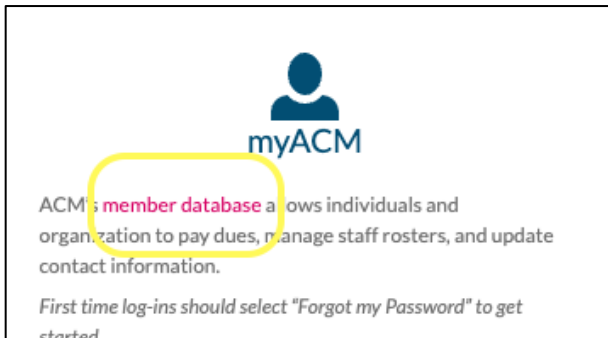 myACM
ACM's member database allows individuals and
organization to pay dues, manage staff rosters, and update
contact information.
First time log-ins should select "Forgot my Password" to get
started